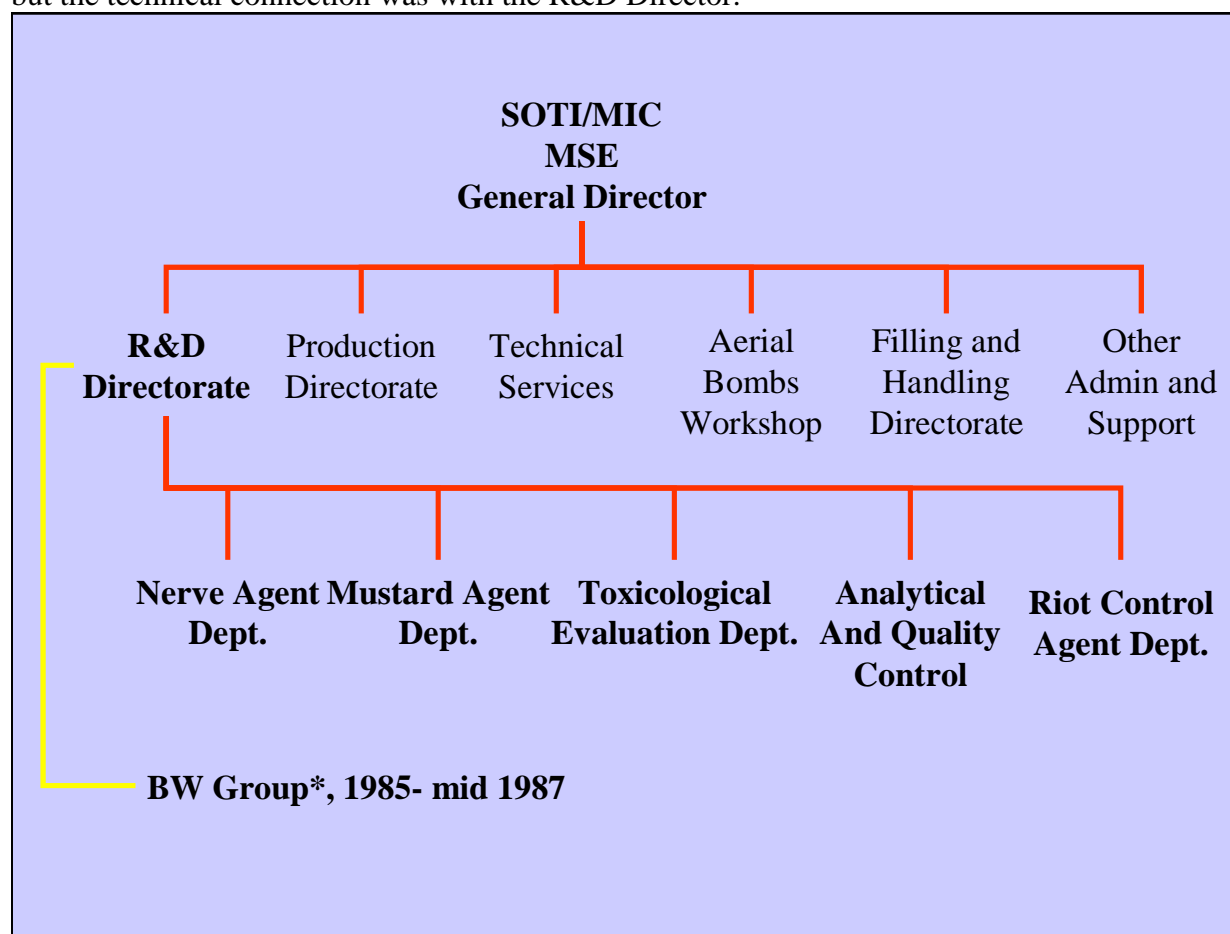 but the technical connection was with the R&D Director.
SOTI/MIC
MSE
General Director
R&D
Directorate
Production
Directorate
Technical
Services
Aerial
Bombs
Workshop
Filling and
Handling
Directorate
Other
Admin and
Support
Nerve Agent
Dept.
Mustard Agent
Dept.
Toxicological
Evaluation Dept.
Analytical
And Quality
Control
Riot Control
Agent Dept.
BW Group*, 1985- mid 1987